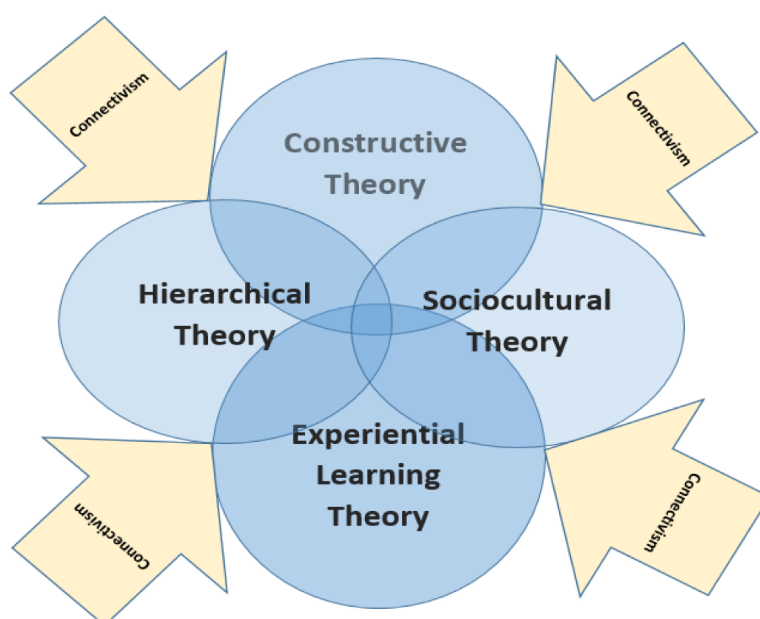 Connectivism
Connectivism
Constructive
Theory
Hierarchical
Theory
Sociocultural
Theory
Experiential
Learning
Theory
Connectivism
Connectivism